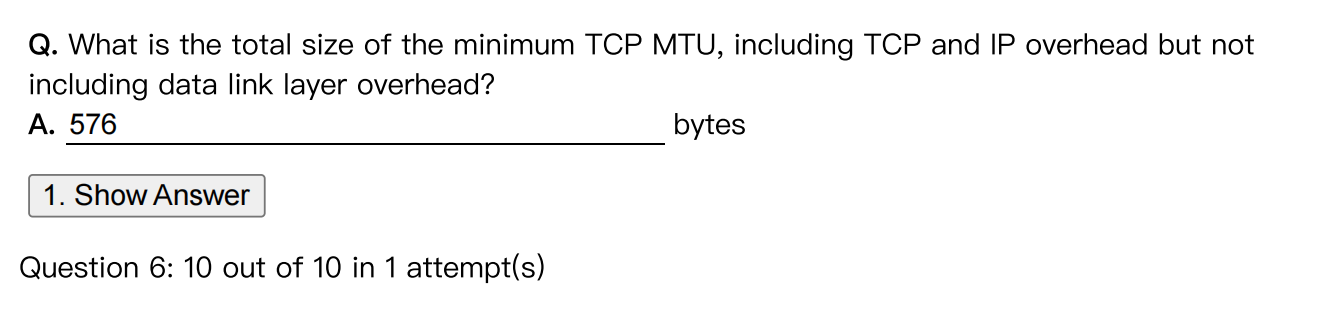 Q. What is the total size of the minimum TCP MTU, including TCP and IP overhead but not
including data link layer overhead?
A. 576 bytes
1. Show Answer
Question 6: 10 out of 10 in 1 attempt(s)